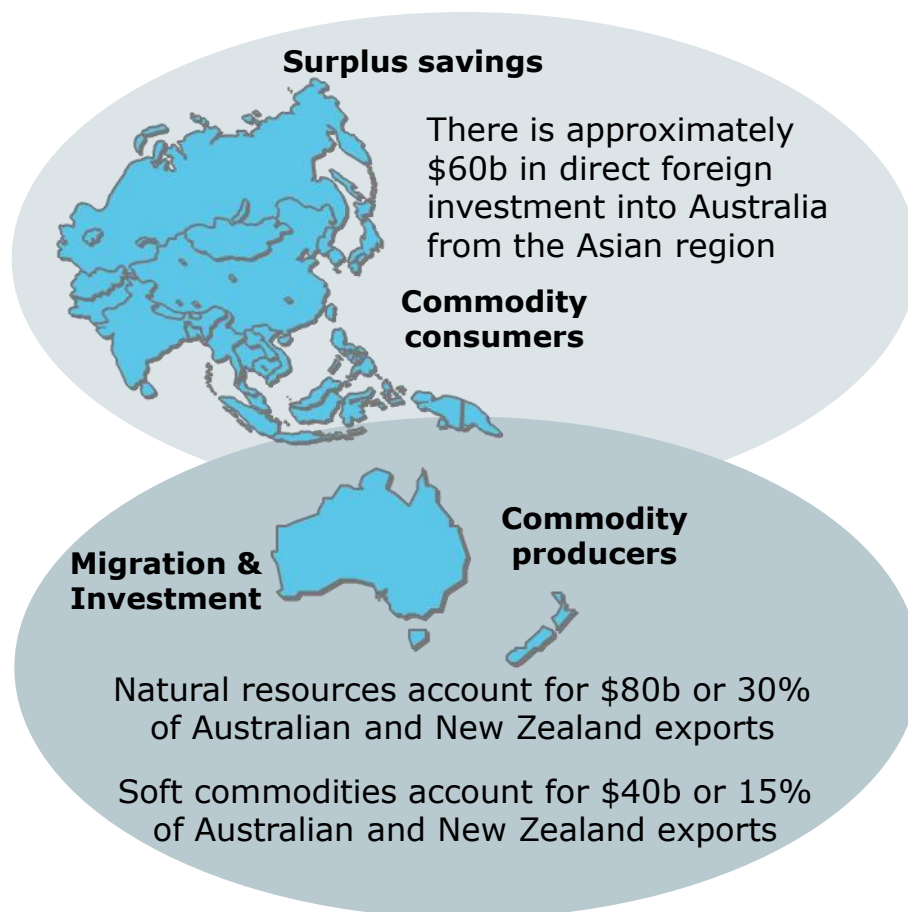 Surplus savings
There is approximately
$60b in direct foreign
investment into Australia
from the Asian region
Commodity
consumers
Commodity
producers
Migration &
Investment
Natural resources account for $80b or 30%
of Australian and New Zealand exports
Soft commodities account for $40b or 15%
of Australian and New Zealand exports